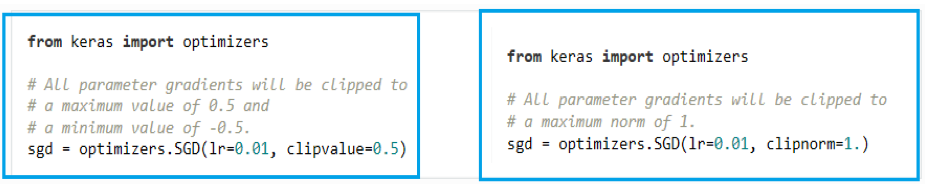 from keras import optimizers
# All parameter gradients will be clipped to
# a maximum value of 0.5 and
# a minimum value of -0.5.
sgd = optimizers.SGD(lr=0.01, clipvalue=0.5)
from keras import optimizers
# All parameter gradients will be clipped to
# a maximum norm of 1.
sgd = optimizers.SGD(lr=0.01, clipnorm=1.)